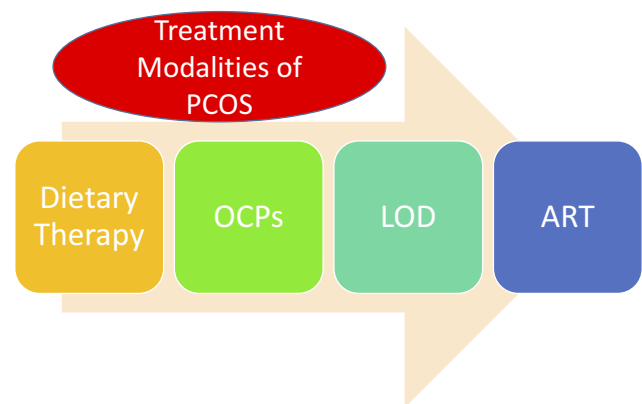 Treatment
Modalities of
PCOS
Dietary
Therapy
OCPs
LOD
ART